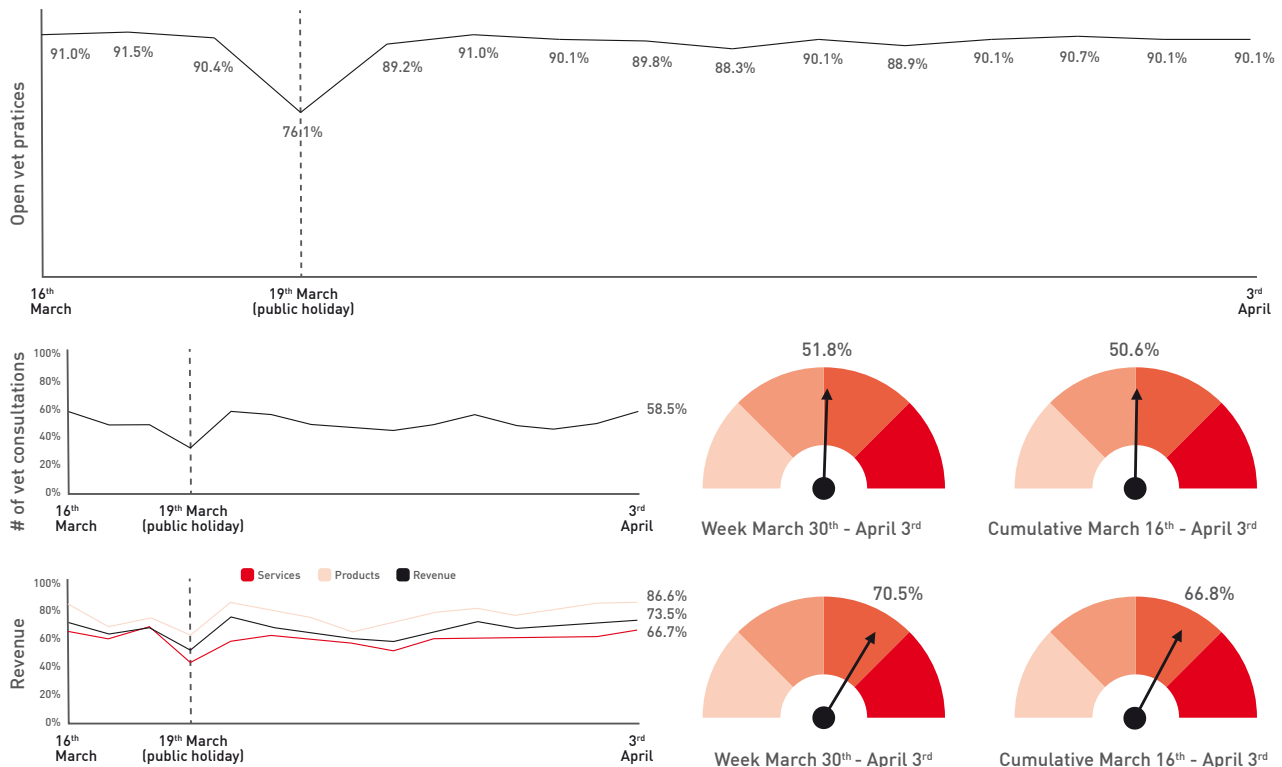 Open vet pratices
91.0%
91.5%
90.4%
76.1%
89.2%
91.0%
90.1%
89.8%
88.3%
90.1%
88.9%
90.1%
90.7%
90.1%
90.1%
16th
March
19th March
(public holiday)
3rd
April
# of vet consultations
100%
80%
60%
40%
20%
0%
58.5%
16th
March
19th March
(public holiday)
3rd
April
51.8%
Week March 30th - April 3rd
50.6%
Cumulative March 16th - April 3rd
Revenue
Services Products Revenue
100%
80%
60%
40%
20%
0%
86.6%
73.5%
66.7%
16th
March
19th March
(public holiday)
3rd
April
70.5%
Week March 30th - April 3rd
66.8%
Cumulative March 16th - April 3rd